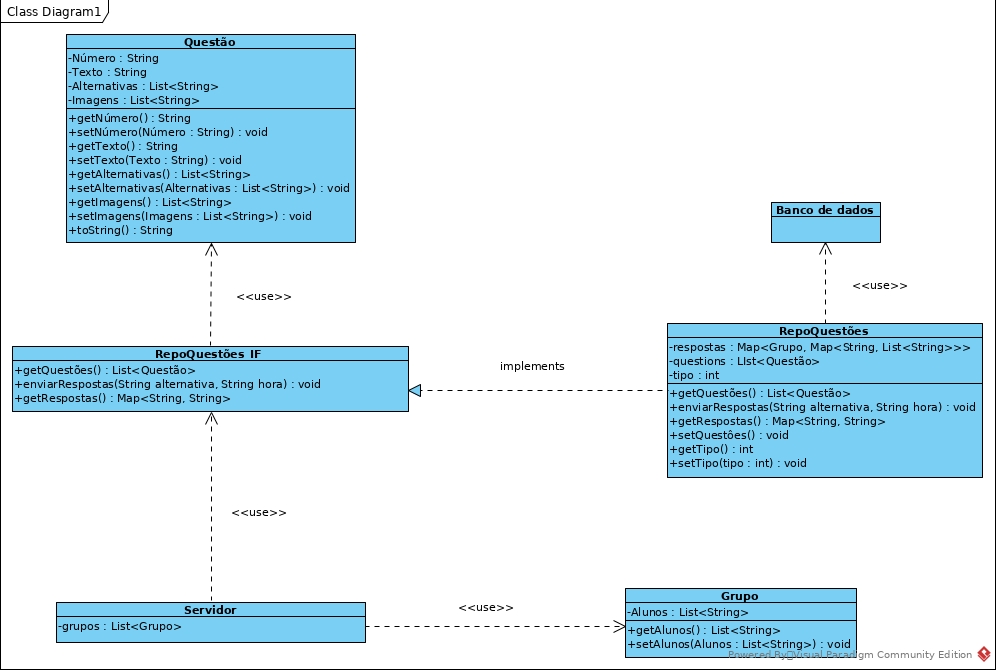 Class Diagram1
Questão
-Número : String
-Texto : String
-Alternativas : List<String>
-Imagens : List<String>
+getNúmero() : String
+setNúmero(Número : String) : void
+getTexto() : String
+setTexto(Texto : String) : void
+getAlternativas() : List<String>
+setAlternativas(Alternativas : List<String>) : void
+getImagens() : List<String>
+setImagens(Imagens : List<String>) : void
+toString() : String
Banco de dados
<<use>>
<<use>>
RepoQuestões
-respostas : Map<Grupo, Map<String, List<String>>>
-questions : LIst<Questão>
-tipo : int
+getQuestões() : List<Questão>
+enviarRespostas(String alternativa, String hora) : void
+getRespostas() : Map<String, String>
+setQuestões() : void
+getTipo() : int
+setTipo(tipo : int) : void
RepoQuestões_IF
+getQuestões() : List<Questão>
+enviarRespostas(String alternativa, String hora) : void
+getRespostas() : Map<String, String>
implements
<<use>>
Servidor
-grupos : List<Grupo>
<<use>>
Grupo
-Alunos : List<String>
+getAlunos() : List<String>
+setAlunos(Alunos : List<String>) : void
Powered By Visual Paradigm Community Edition